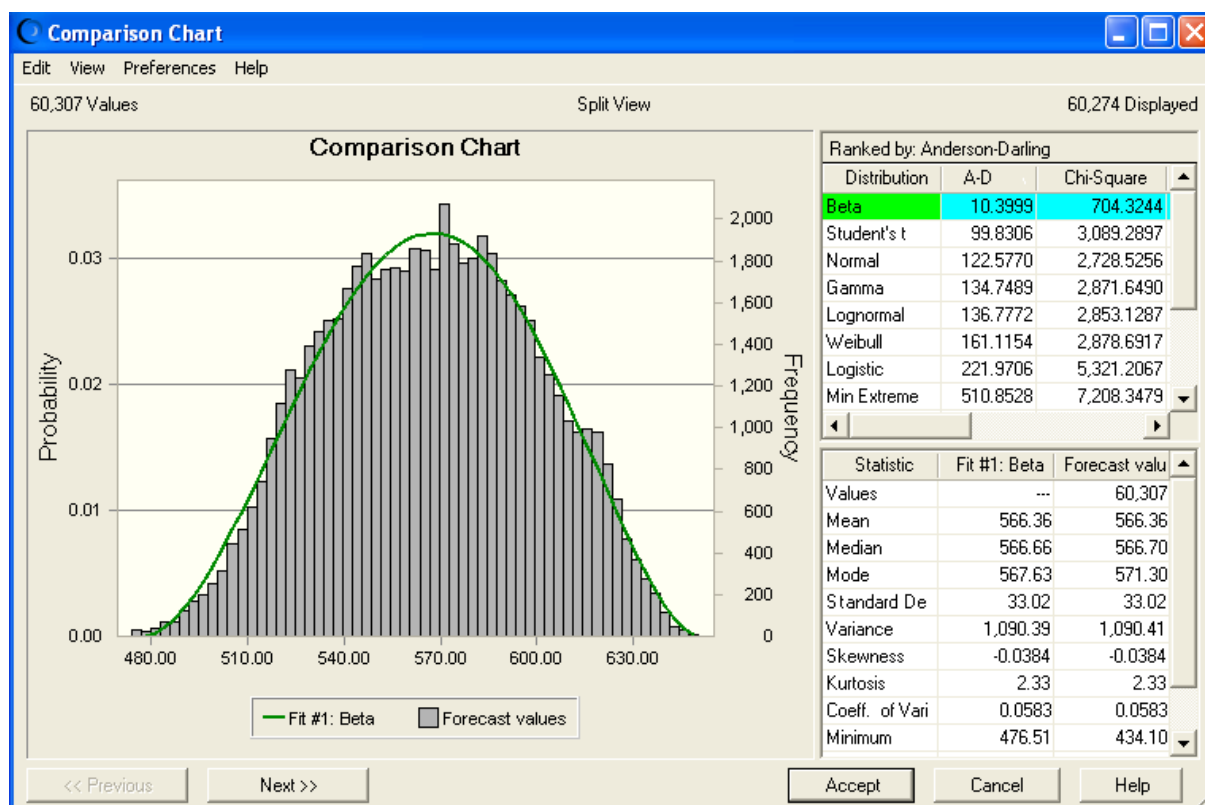 Comparison Chart
Edit View Preferences Help
60,307 Values Split View 60,274 Displayed
Comparison Chart
Probability
0.03
0.02
0.01
0.00
2,000
1,800
1,600
1,400
1,200
1,000
800
600
400
200
0
Frequency
480.00 510.00 540.00 570.00 600.00 630.00
Fit #1: Beta Forecast values
Ranked by: Anderson-Darling
Distribution A-D Chi-Square
Beta 10.3999 704.3244
Student's t 99.8306 3,089.2897
Normal 122.5770 2,728.5256
Gamma 134.7489 2,871.6490
Lognormal 136.7772 2,853.1287
Weibull 161.1154 2,878.6917
Logistic 221.9706 5,321.2067
Min Extreme 510.8528 7,208.3479
Statistic Fit #1: Beta Forecast valu
Values --- 60,307
Mean 566.36 566.36
Median 566.66 566.70
Mode 567.63 571.30
Standard De 33.02 33.02
Variance 1,090.39 1,090.41
Skewness -0.0384 -0.0384
Kurtosis 2.33 2.33
Coeff. of Vari 0.0583 0.0583
Minimum 476.51 434.10
<< Previous Next >> Accept Cancel Help